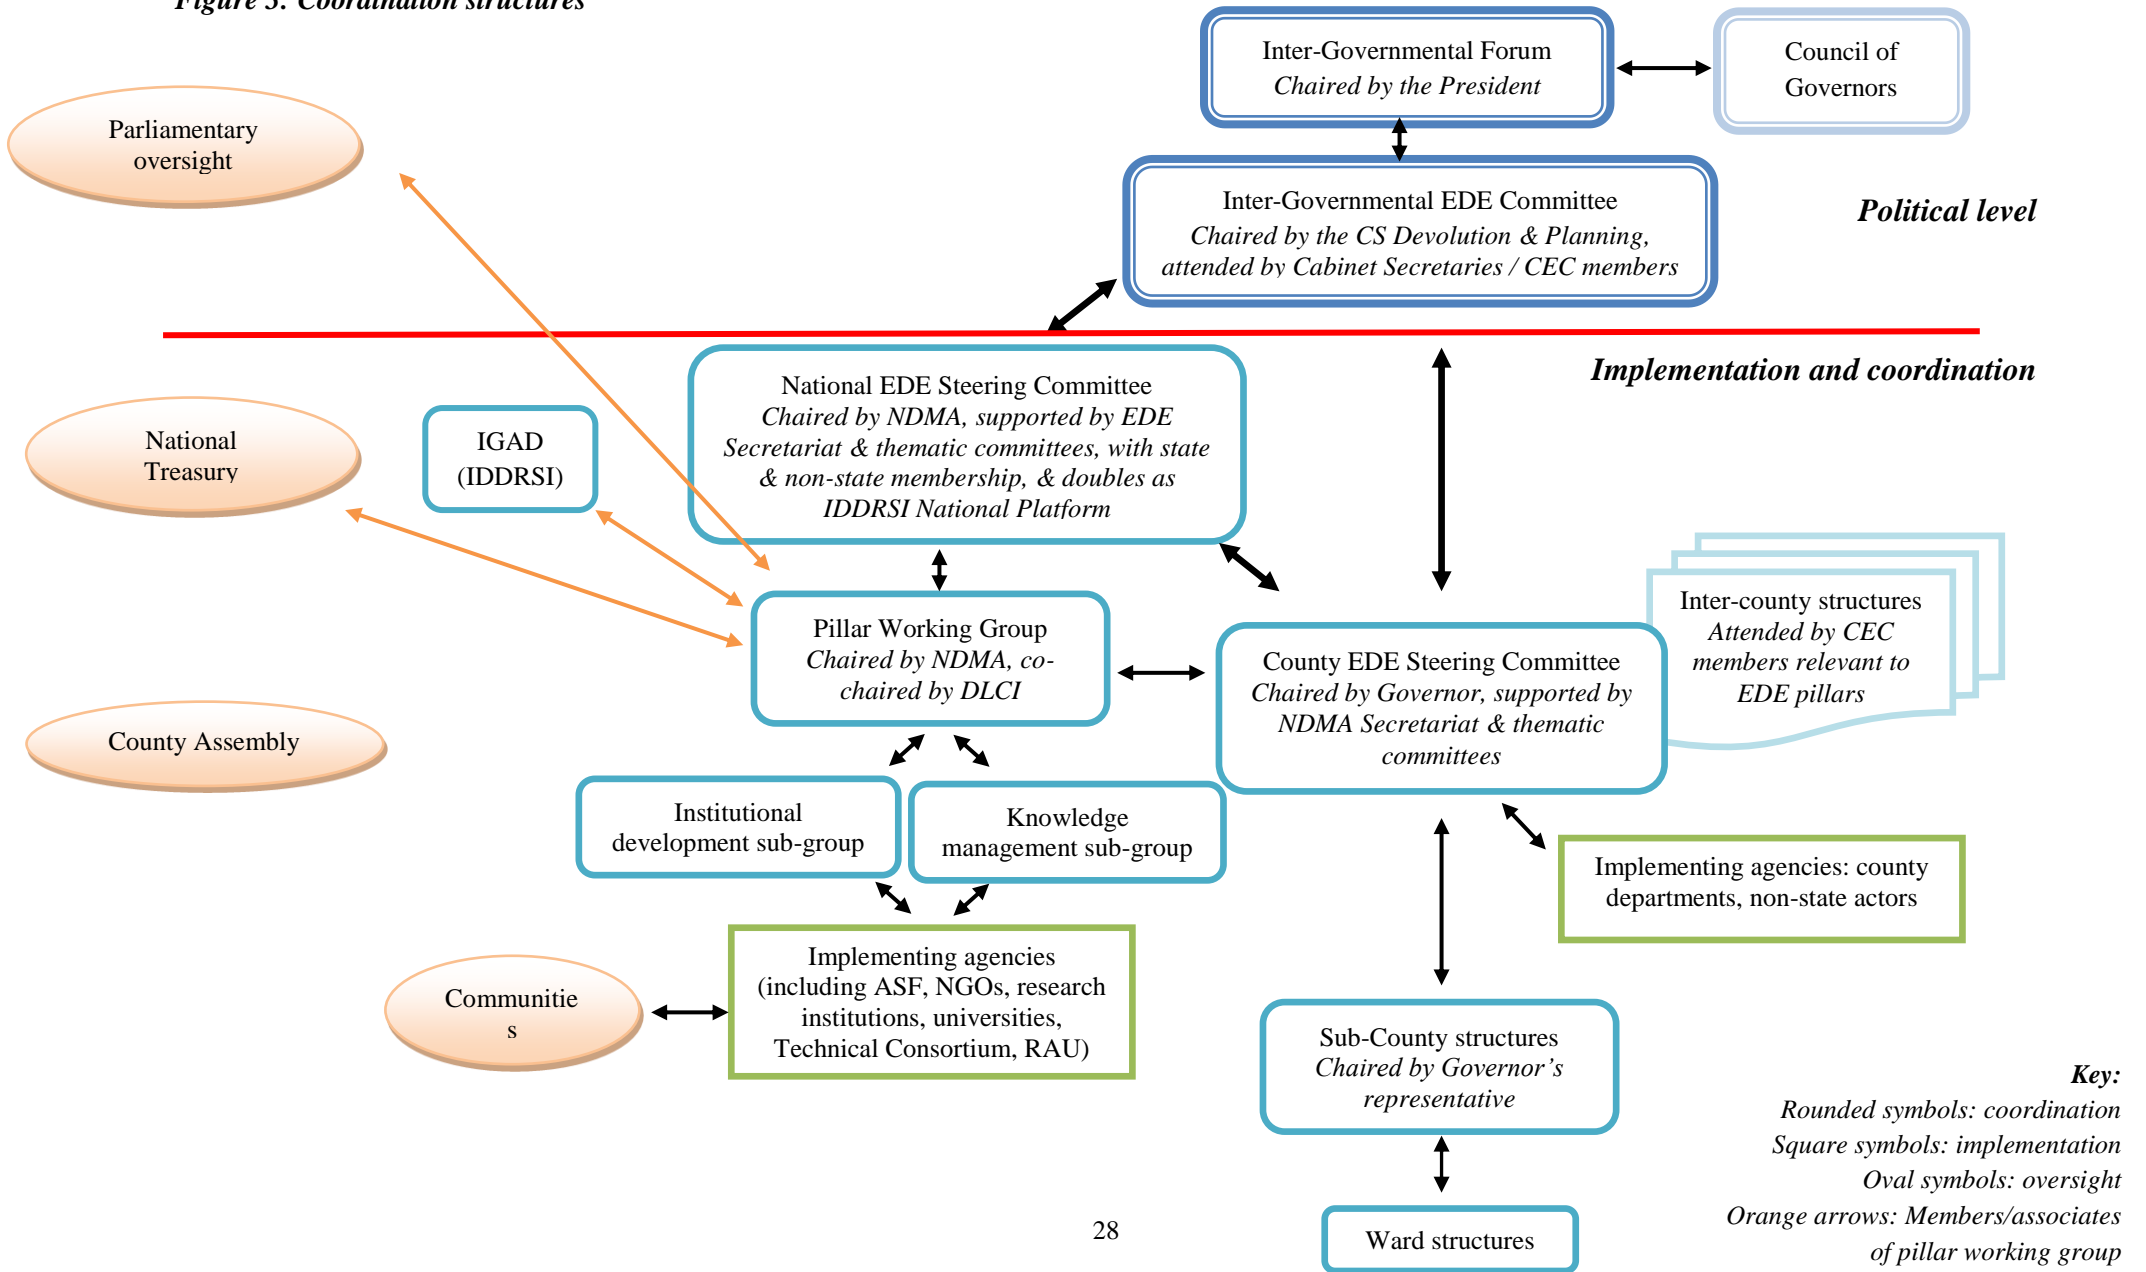 Figure 3: Coordination structures
Inter-Governmental Forum
Chaired by the President
Council of
Governors
Parliamentary
oversight
Inter-Governmental EDE Committee
Chaired by the CS Devolution & Planning,
attended by Cabinet Secretaries / CEC members
Political level
Implementation and coordination
National EDE Steering Committee
Chaired by NDMA, supported by EDE
Secretariat & thematic committees, with state
& non-state membership, & doubles as
IDDRSI National Platform
National
Treasury
IGAD
(IDDRSI)
Inter-county structures
Attended by CEC
members relevant to
EDE pillars
Pillar Working Group
Chaired by NDMA, co-
chaired by DLCI
County EDE Steering Committee
Chaired by Governor, supported by
NDMA Secretariat & thematic
committees
County Assembly
Institutional
development sub-group
Knowledge
management sub-group
Implementing agencies: county
departments, non-state actors
Communitie
s
Implementing agencies
(including ASF, NGOs, research
institutions, universities,
Technical Consortium, RAU)
Sub-County structures
Chaired by Governor’s
representative
Ward structures
Key:
Rounded symbols: coordination
Square symbols: implementation
Oval symbols: oversight
Orange arrows: Members/associates
of pillar working group
28